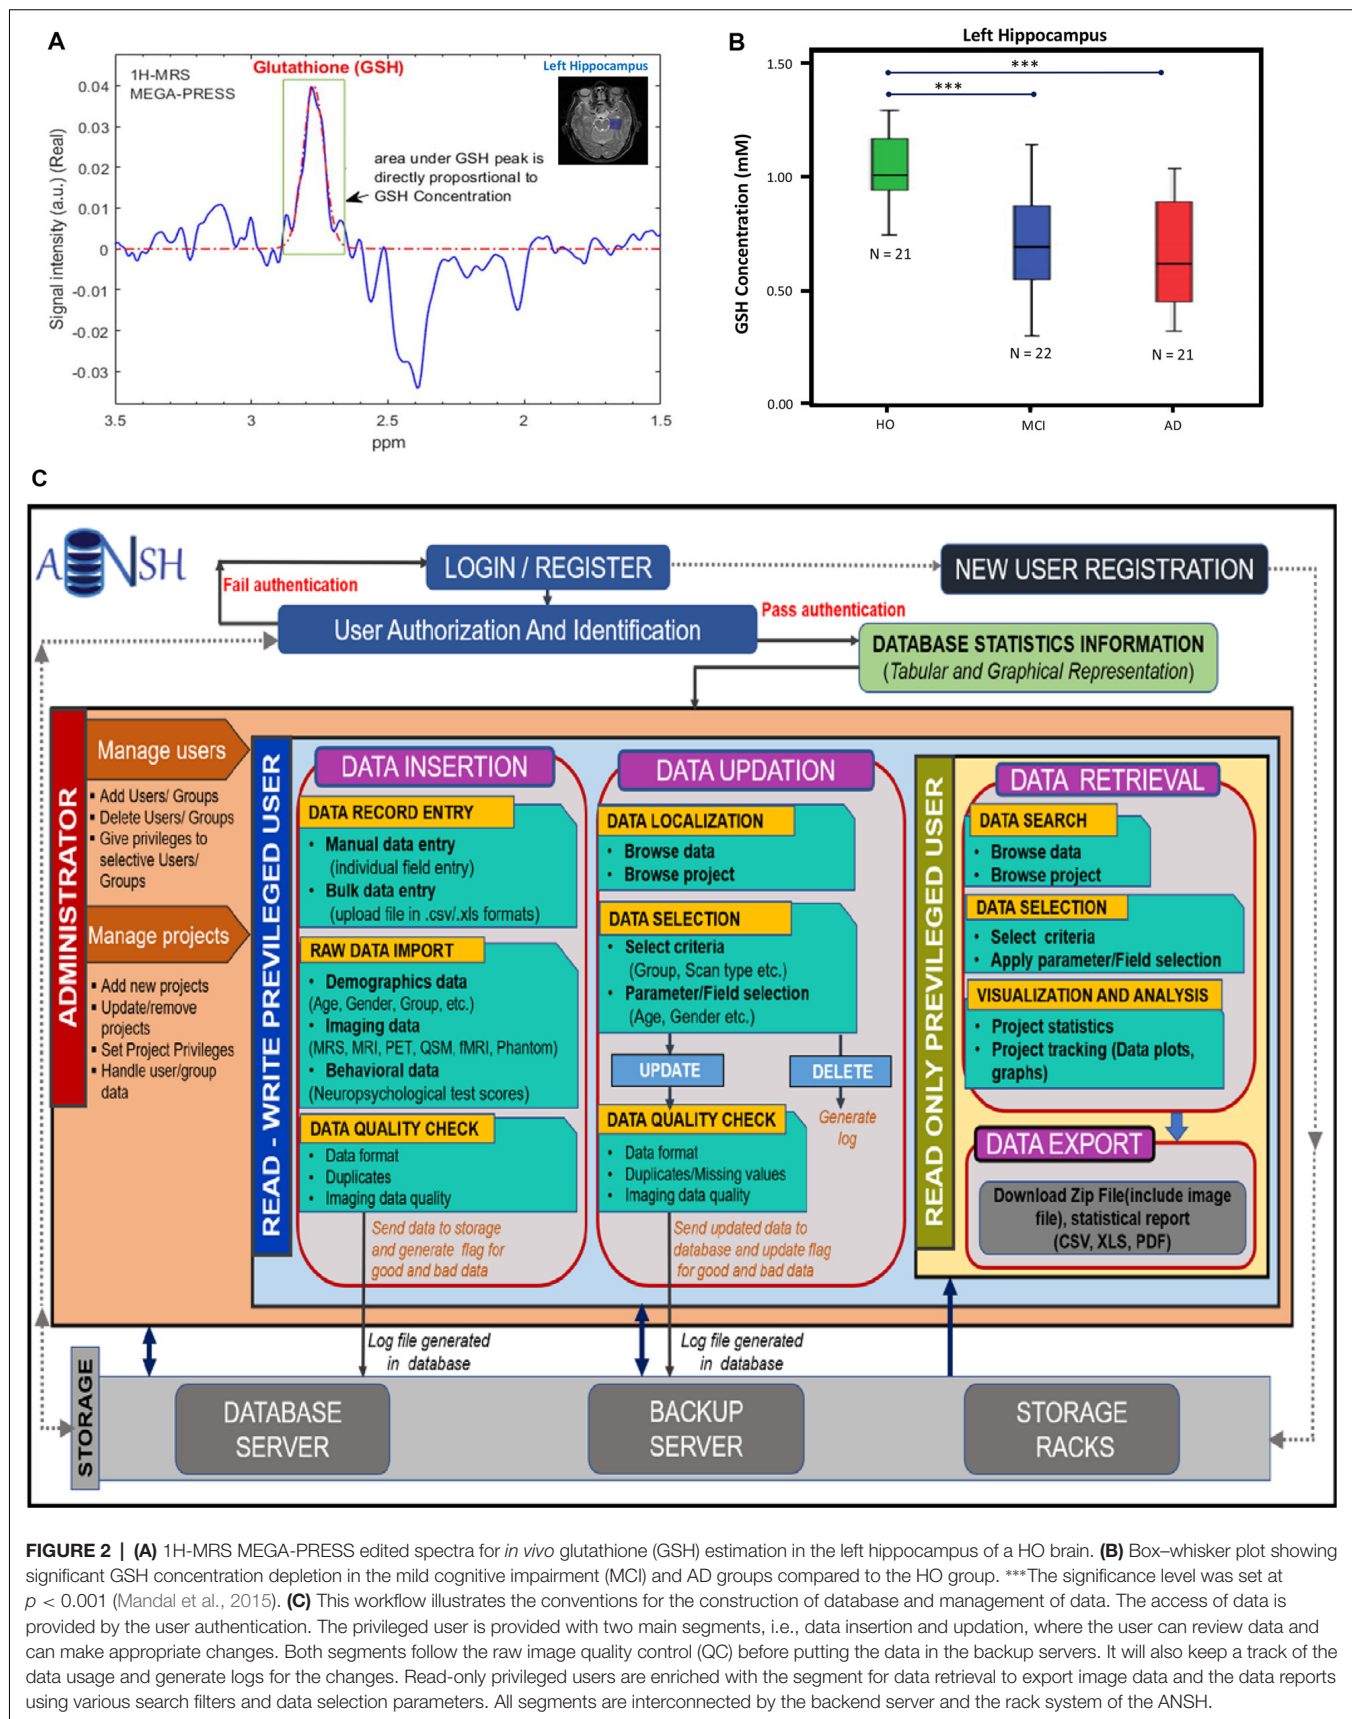 A
1H-MRS
MEGA-PRESS
Glutathione (GSH)
Left Hippocampus
area under GSH peak is
directly proposrtional to
GSH Concentration
Signal intensity (a.u.) (Real)
0.04
0.03
0.02
0.01
0
-0.01
-0.02
-0.03
3.5
3
2.5
2
1.5
ppm
B
Left Hippocampus
GSH Concentration (mM)
1.50
1.00
0.50
0.00
***
***
N = 21
N = 22
N = 21
HO
MCI
AD
C
ANSH
LOGIN / REGISTER
NEW USER REGISTRATION
Fail authentication
User Authorization And Identification
Pass authentication
DATABASE STATISTICS INFORMATION
(Tabular and Graphical Representation)
ADMINISTRATOR
Manage users
▪ Add Users/ Groups
▪ Delete Users/ Groups
▪ Give privileges to
selective Users/
Groups
Manage projects
▪ Add new projects
▪ Update/remove
projects
▪ Set Project Privileges
▪ Handle user/group
data
READ - WRITE PREVILEGED USER
DATA INSERTION
DATA RECORD ENTRY
• Manual data entry
(individual field entry)
• Bulk data entry
(upload file in .csv/.xls formats)
RAW DATA IMPORT
• Demographics data
(Age, Gender, Group, etc.)
• Imaging data
(MRS, MRI, PET, QSM, fMRI, Phantom)
• Behavioral data
(Neuropsychological test scores)
DATA QUALITY CHECK
• Data format
• Duplicates
• Imaging data quality
Send data to storage
and generate flag for
good and bad data
DATA UPDATION
DATA LOCALIZATION
• Browse data
• Browse project
DATA SELECTION
• Select criteria
(Group, Scan type etc.)
• Parameter/Field selection
(Age, Gender etc.)
UPDATE
DELETE
DATA QUALITY CHECK
Generate
log
• Data format
• Duplicates/Missing values
• Imaging data quality
Send updated data to
database and update flag
for good and bad data
READ ONLY PREVILEGED USER
DATA RETRIEVAL
DATA SEARCH
• Browse data
• Browse project
DATA SELECTION
• Select criteria
• Apply parameter/Field selection
VISUALIZATION AND ANALYSIS
• Project statistics
• Project tracking (Data plots,
graphs)
DATA EXPORT
Download Zip File(include image
file), statistical report
(CSV, XLS, PDF)
Log file generated
in database
Log file generated
in database
STORAGE
DATABASE
SERVER
BACKUP
SERVER
STORAGE
RACKS
FIGURE 2 | (A) 1H-MRS MEGA-PRESS edited spectra for in vivo glutathione (GSH) estimation in the left hippocampus of a HO brain. (B) Box–whisker plot showing
significant GSH concentration depletion in the mild cognitive impairment (MCI) and AD groups compared to the HO group. ***The significance level was set at
p < 0.001 (Mandal et al., 2015). (C) This workflow illustrates the conventions for the construction of database and management of data. The access of data is
provided by the user authentication. The privileged user is provided with two main segments, i.e., data insertion and updation, where the user can review data and
can make appropriate changes. Both segments follow the raw image quality control (QC) before putting the data in the backup servers. It will also keep a track of the
data usage and generate logs for the changes. Read-only privileged users are enriched with the segment for data retrieval to export image data and the data reports
using various search filters and data selection parameters. All segments are interconnected by the backend server and the rack system of the ANSH.